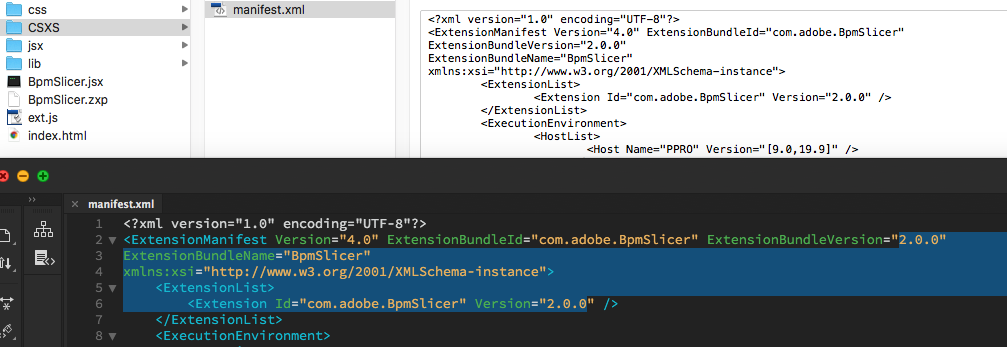 css
CSXS
jsx
lib
BpmSlicer.jsx
BpmSlicer.zxp
ext.js
index.html
manifest.xml
<?xml version="1.0" encoding="UTF-8"?>
<ExtensionManifest Version="4.0" ExtensionBundleId="com.adobe.BpmSlicer"
ExtensionBundleVersion="2.0.0"
ExtensionBundleName="BpmSlicer"
xmlns:xsi="http://www.w3.org/2001/XMLSchema-instance">
<ExtensionList>
<Extension Id="com.adobe.BpmSlicer" Version="2.0.0" />
</ExtensionList>
<ExecutionEnvironment>
<HostList>
<Host Name="PPRO" Version="[9.0,19.9]" />
manifest.xml
1 <?xml version="1.0" encoding="UTF-8"?>
2 <ExtensionManifest Version="4.0" ExtensionBundleId="com.adobe.BpmSlicer" ExtensionBundleVersion="2.0.0"
3 ExtensionBundleName="BpmSlicer"
4 xmlns:xsi="http://www.w3.org/2001/XMLSchema-instance">
5 <ExtensionList>
6 <Extension Id="com.adobe.BpmSlicer" Version="2.0.0" />
7 </ExtensionList>
8 <ExecutionEnvironment>